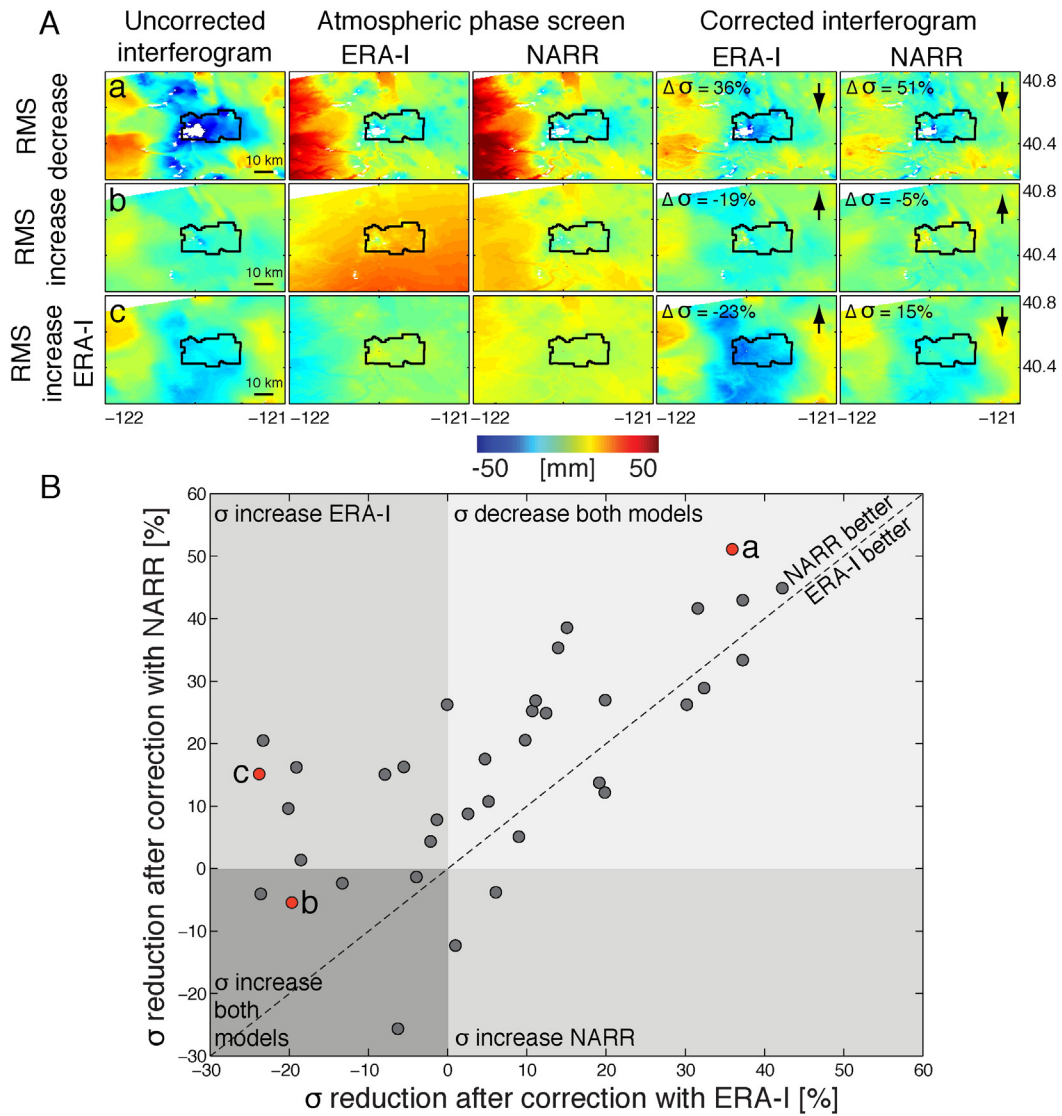 A
Uncorrected interferogram
Atmospheric phase screen
Corrected interferogram
ERA-I
NARR
ERA-I
NARR
RMS decrease
a
10 km
Δ σ = 36%
Δ σ = 51%
40.8
40.4
RMS increase
b
10 km
Δ σ = -19%
Δ σ = -5%
40.8
40.4
RMS increase ERA-I
c
10 km
Δ σ = -23%
Δ σ = 15%
40.8
40.4
−122
−121
−122
−121
−122
−121
−122
−121
−122
−121
-50
[mm]
50
B
σ reduction after correction with NARR [%]
60
50
40
30
20
10
0
−10
−20
−30
σ increase ERA-I
σ decrease both models
NARR better
ERA-I better
a
c
b
σ increase both models
σ increase NARR
−30
−20
−10
0
10
20
30
40
50
60
σ reduction after correction with ERA-I [%]